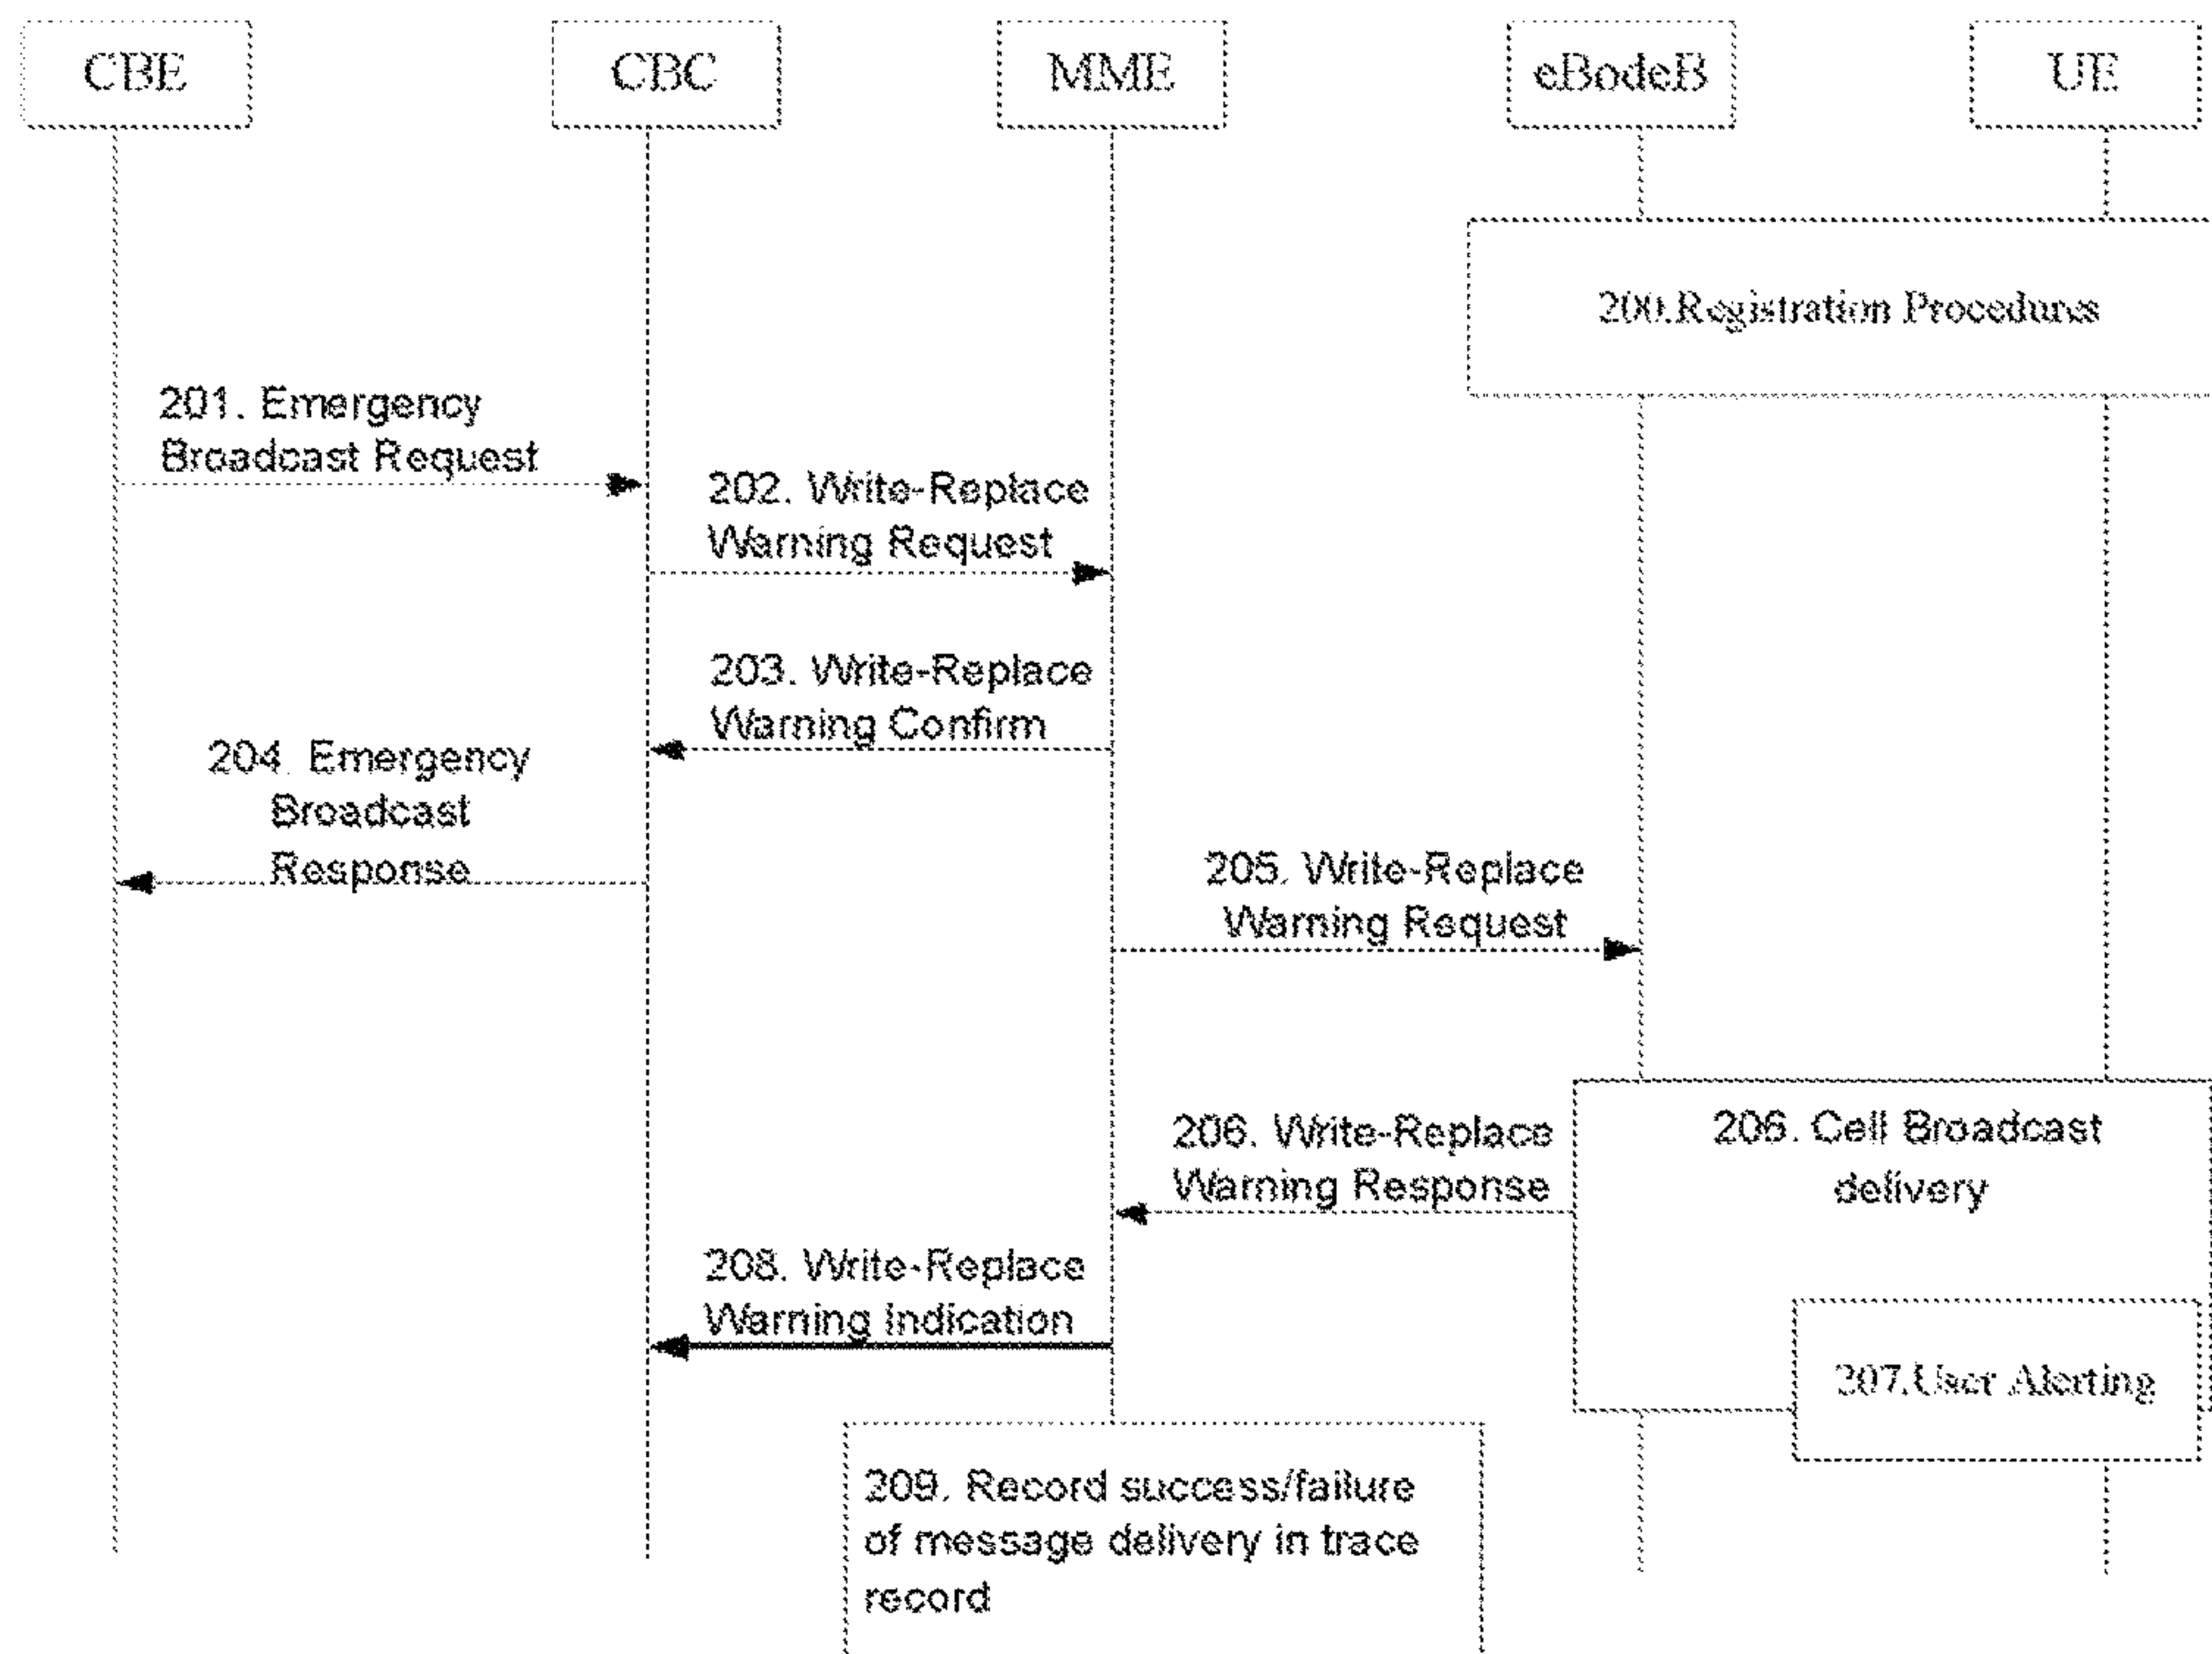 CBE
CBC
MME
eBodeB
UE
200.Registration Procedures
201. Emergency
Broadcast Request
202. Write-Replace
Warning Request
203. Write-Replace
Warning Confirm
204. Emergency
Broadcast
Response
205. Write-Replace
Warning Request
206. Write-Replace
Warning Response
206. Cell Broadcast
delivery
208. Write-Replace
Warning Indication
207.User Alerting
209. Record success/failure
of message delivery in trace
record